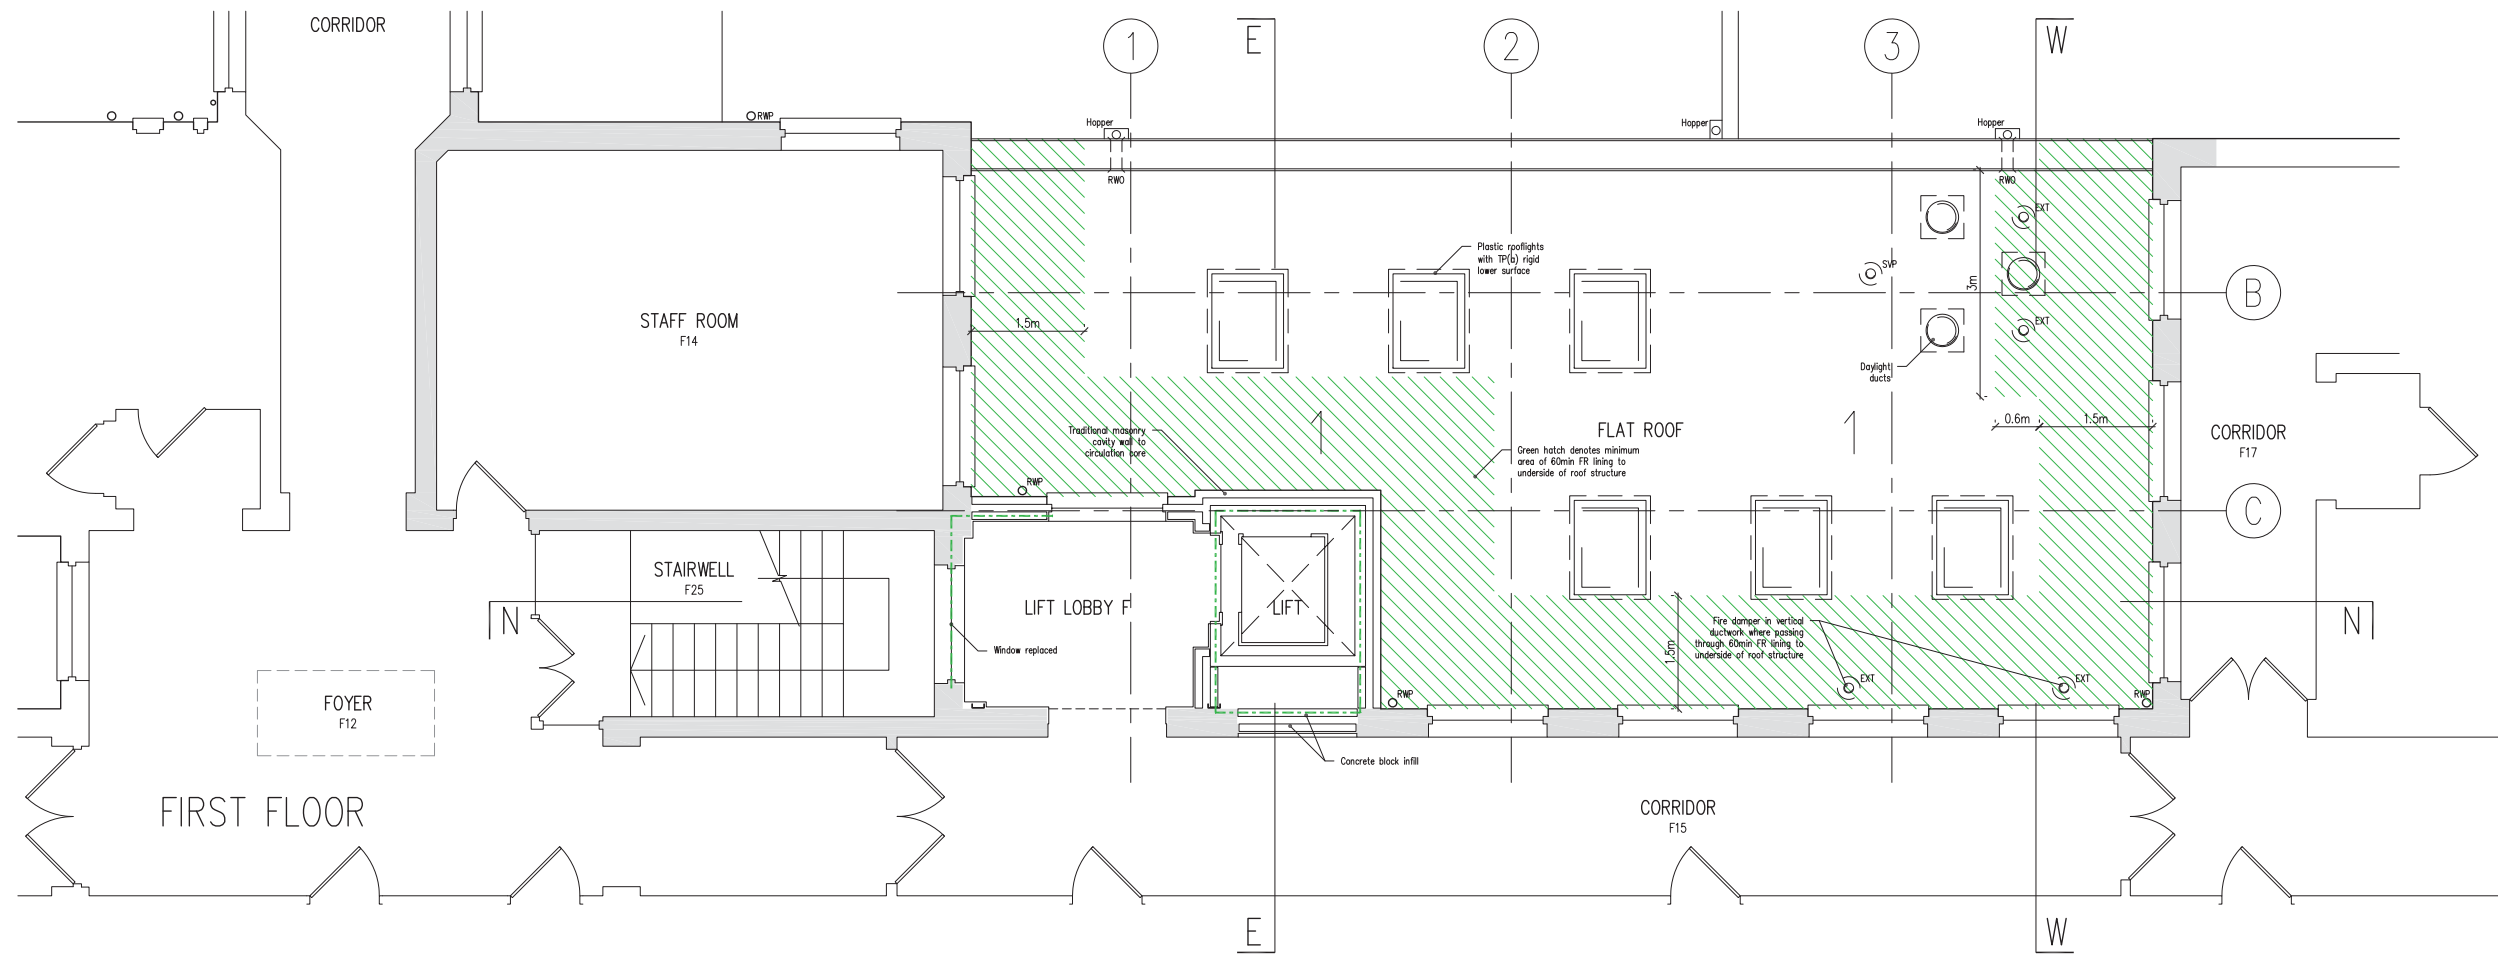 CORRIDOR
1
E
2
3
W
RWP
Hopper
Hopper
Hopper
RWO
RWO
EXT
Plastic rooflights
with TP(a) rigid
lower surface
SVP
3m
B
STAFF ROOM
F14
1.5m
EXT
Daylight
ducts
0.6m
1.5m
Traditional masonry
cavity wall to
circulation core
1
FLAT ROOF
1
CORRIDOR
F17
Green hatch denotes minimum
area of 60min FR lining to
underside of roof structure
RWP
C
STAIRWELL
F25
N
LIFT LOBBY F
LIFT
Window replaced
1.5m
Fire damper in vertical
ductwork where passing
through 60min FR lining to
underside of roof structure
N
EXT
EXT
RWP
RWP
FOYER
F12
Concrete block infill
FIRST FLOOR
CORRIDOR
F15
E
W